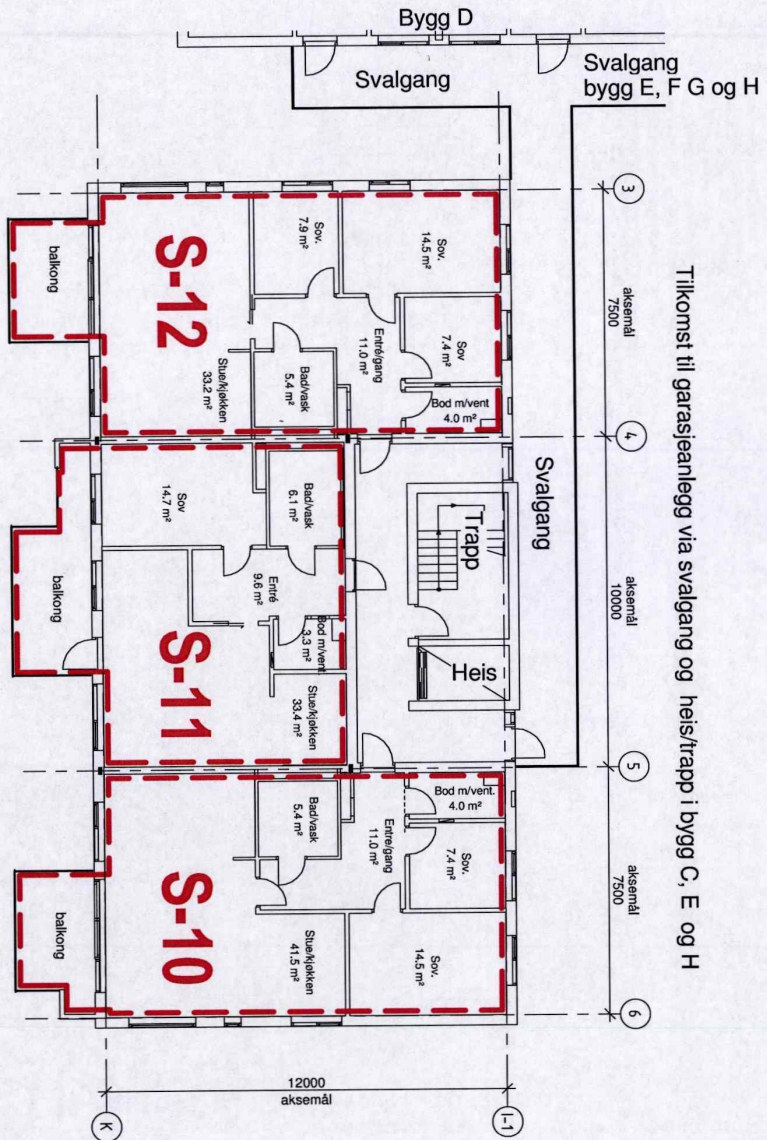 Bygg D
Svalgang
Svalgang
bygg E, F G og H
Tilkomst til garasjeanlegg via svalgang og heis/trapp i bygg C, E og H
3
aksemål
7500
4
aksemål
10000
5
aksemål
7500
6
Svalgang
Sov.
7.9 m²
Sov.
14.5 m²
Sov
7.4 m²
Entré/gang
11.0 m²
Bad/vask
5.4 m²
Bod m/vent
4.0 m²
Stue/kjøkken
33.2 m²
S-12
balkong
Trapp
Heis
Sov
14.7 m²
Bad/vask
6.1 m²
Entré
9.6 m²
Bod m/vent
3.3 m²
Stue/kjøkken
33.4 m²
S-11
balkong
Bod m/vent.
4.0 m²
Bad/vask
5.4 m²
Entre/gang
11.0 m²
Sov.
7.4 m²
Stue/kjøkken
41.5 m²
Sov.
14.5 m²
S-10
balkong
12000
aksemål
K
I-1